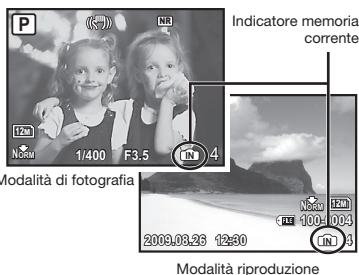 P
NR
Indicatore memoria
corrente
12M
NORM
1/400 F3.5 IN 4
Modalità di fotografia
NORM 12M
FILE 100-0004
2009.08.26 12:30 IN 4
Modalità riproduzione